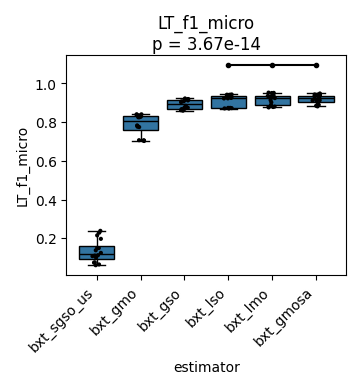 LT_f1_micro
p = 3.67e-14
LT_f1_micro
1.0
0.8
0.6
0.4
0.2
bxt_sgso_us
bxt_gmo
bxt_gso
bxt_lso
bxt_lmo
bxt_gmosa
estimator